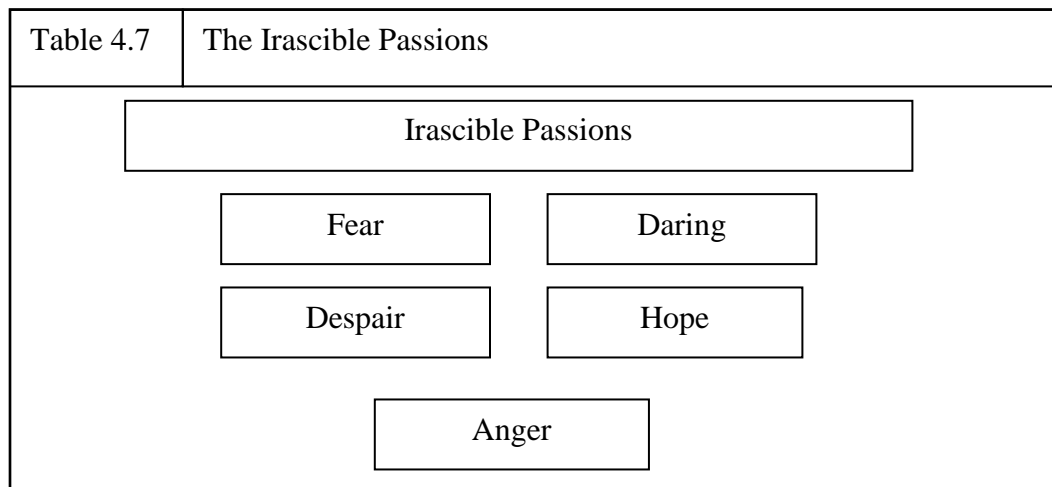 Table 4.7 The Irascible Passions
Irascible Passions
Fear Daring
Despair Hope
Anger